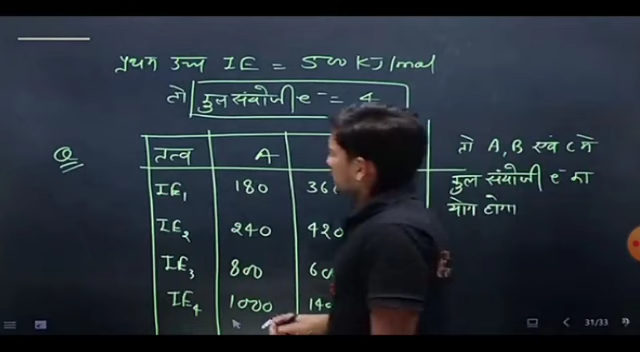 प्रथम उच्च IE = 500 KJ/mol
तो कुल संयोजी e⁻ = 4
Q
तत्व A
IE₁ 180
IE₂ 240 420
IE₃ 800
IE₄ 1000
तो A, B एवं C मे
कुल संयोजी e⁻ का
योग होगा
31/33